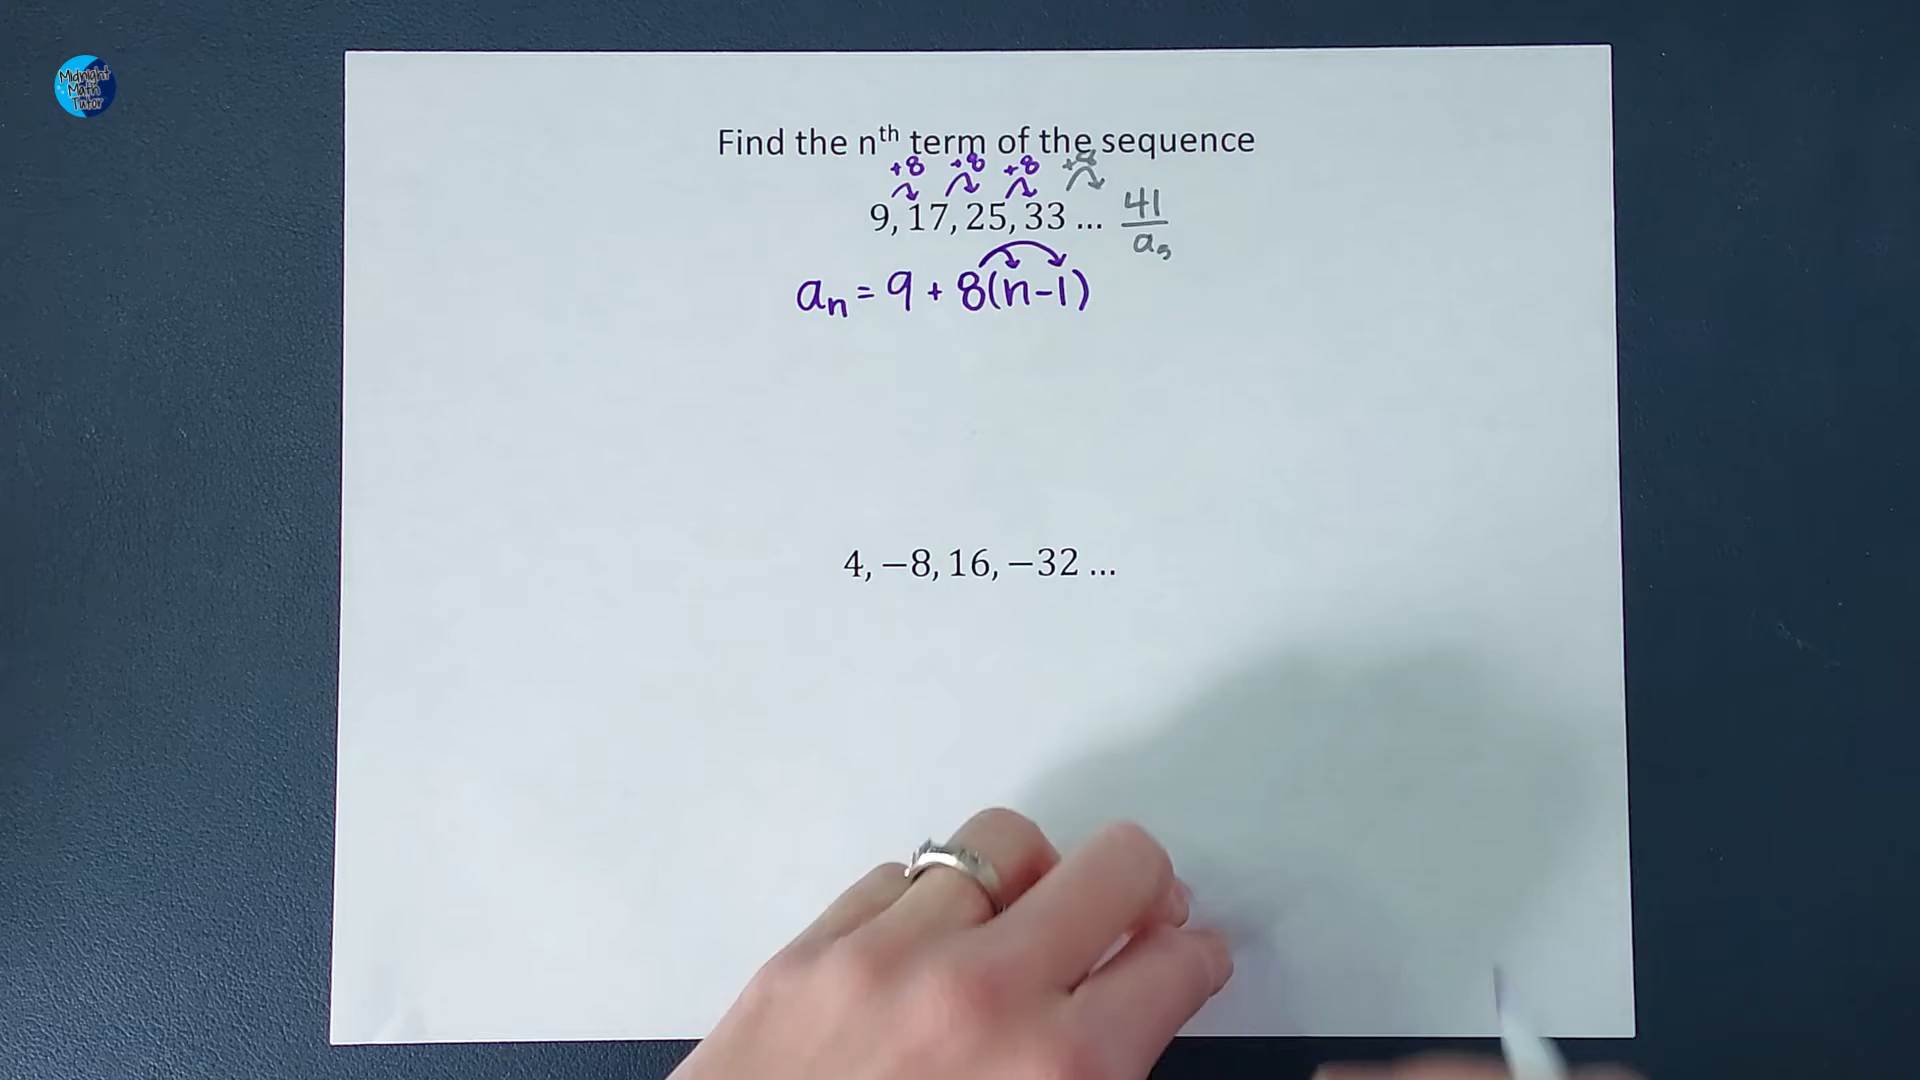 Midnight
Math
Tutor
Find the nᵗʰ term of the sequence
+8 +8 +8 +8
9, 17, 25, 33 ... 41
a₅
aₙ = 9 + 8(n-1)
4, −8, 16, −32 ...